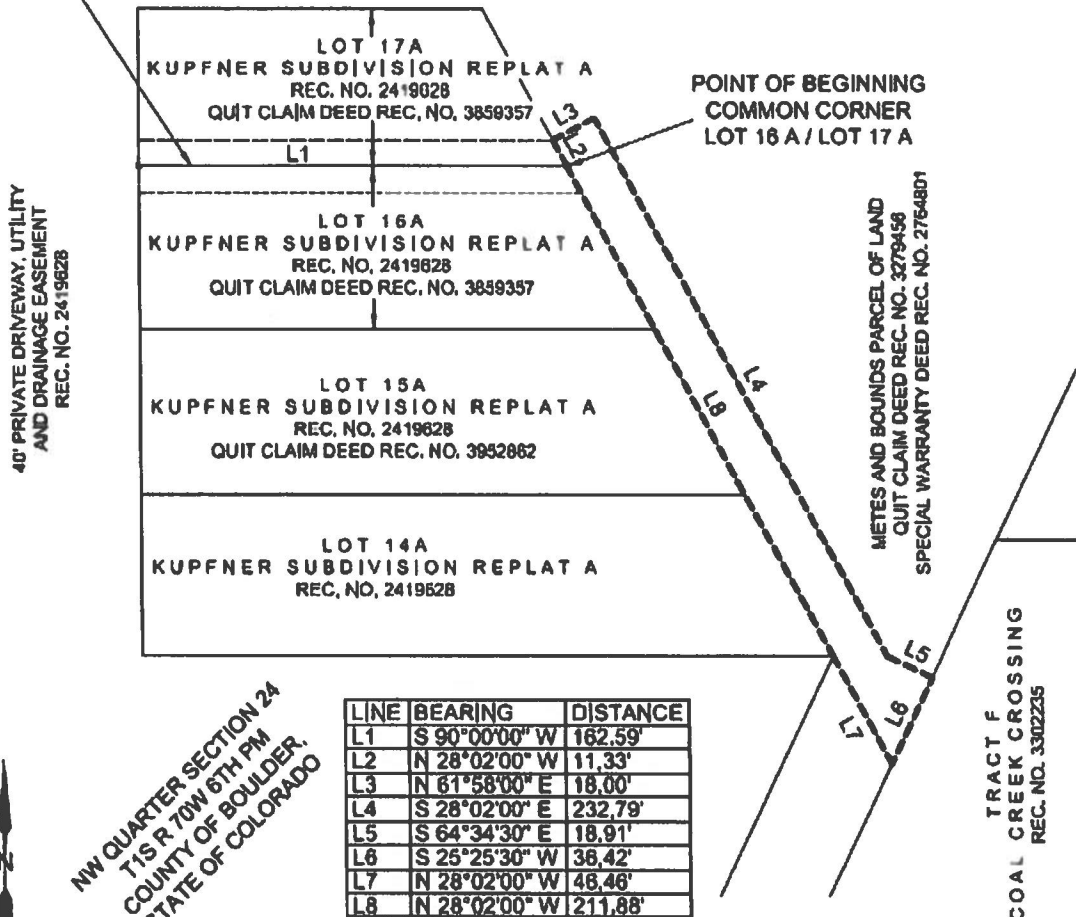 LOT 17A
KUPFNER SUBDIVISION REPLAT A
REC. NO. 2419628
QUIT CLAIM DEED REC. NO. 3859357
L3
L2
POINT OF BEGINNING
COMMON CORNER
LOT 16 A / LOT 17 A
L1
40' PRIVATE DRIVEWAY, UTILITY
AND DRAINAGE EASEMENT
REC. NO. 2419628
LOT 16A
KUPFNER SUBDIVISION REPLAT A
REC. NO. 2419628
QUIT CLAIM DEED REC. NO. 3859357
METES AND BOUNDS PARCEL OF LAND
QUIT CLAIM DEED REC. NO. 3279456
SPECIAL WARRANTY DEED REC. NO. 2764801
LOT 15A
KUPFNER SUBDIVISION REPLAT A
REC. NO. 2419628
QUIT CLAIM DEED REC. NO. 3952862
L8
L4
LOT 14A
KUPFNER SUBDIVISION REPLAT A
REC. NO. 2419628
L5
L6
L7
TRACT F
COAL CREEK CROSSING
REC. NO. 3302235
NW QUARTER SECTION 24
T1S R 70W 6TH PM
COUNTY OF BOULDER,
STATE OF COLORADO
LINE BEARING DISTANCE
L1 S 90°00'00" W 162.59'
L2 N 28°02'00" W 11.33'
L3 N 61°58'00" E 18.00'
L4 S 28°02'00" E 232.79'
L5 S 64°34'30" E 18.91'
L6 S 25°25'30" W 36.42'
L7 N 28°02'00" W 46.46'
L8 N 28°02'00" W 211.88'